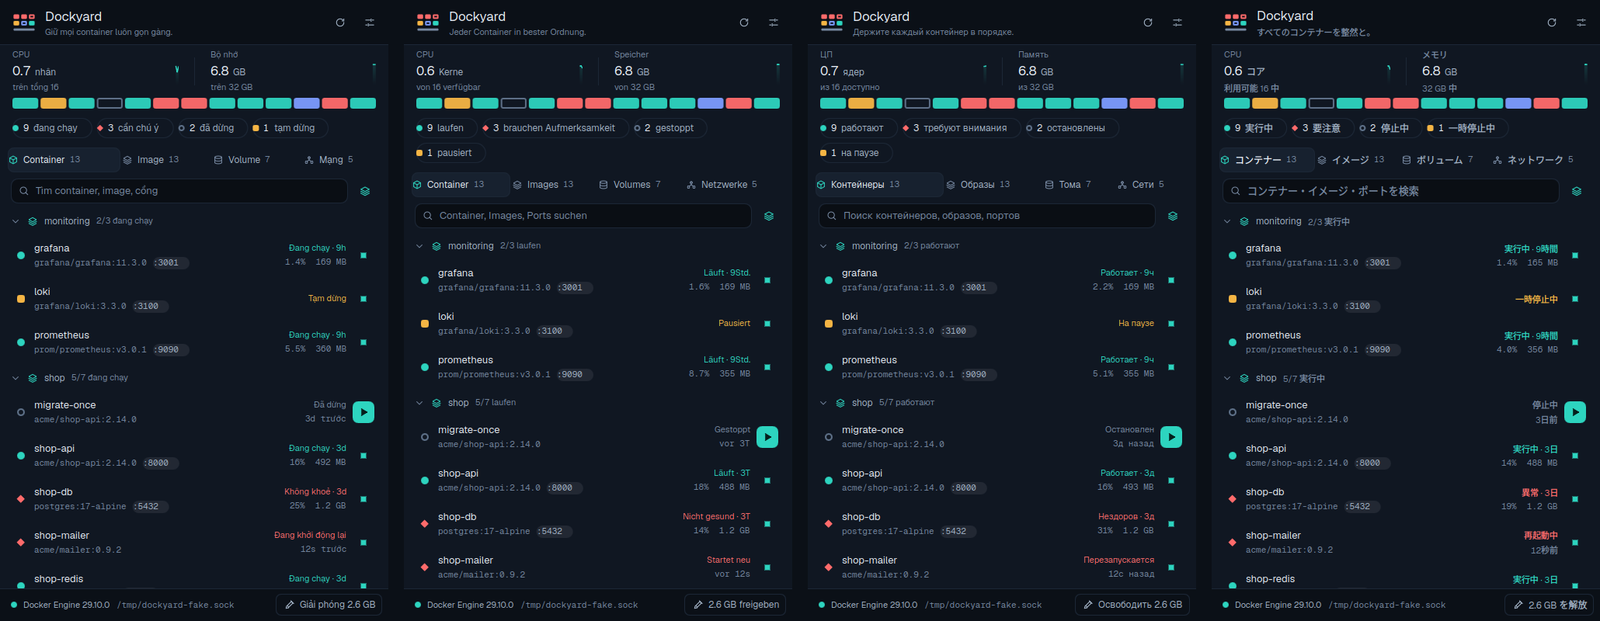 Dockyard
Giữ mọi container luôn gọn gàng.
CPU
0.7 nhân
trên tổng 16
Bộ nhớ
6.8 GB
trên 32 GB
9 đang chạy
3 cần chú ý
2 đã dừng
1 tạm dừng
Container 13
Image 13
Volume 7
Mạng 5
Tìm container, image, cổng
monitoring 2/3 đang chạy
grafana
Đang chạy · 9h
grafana/grafana:11.3.0 :3001
1.4% 169 MB
loki
Tạm dừng
grafana/loki:3.3.0 :3100
prometheus
Đang chạy · 9h
prom/prometheus:v3.0.1 :9090
5.5% 360 MB
shop 5/7 đang chạy
migrate-once
Đã dừng
acme/shop-api:2.14.0
3d trước
shop-api
Đang chạy · 3d
acme/shop-api:2.14.0 :8000
16% 492 MB
shop-db
Không khoẻ · 3d
postgres:17-alpine :5432
25% 1.2 GB
shop-mailer
Đang khởi động lại
acme/mailer:0.9.2
12s trước
shop-redis
Đang chạy · 3d
Docker Engine 29.10.0 /tmp/dockyard-fake.sock
Giải phóng 2.6 GB
Dockyard
Jeder Container in bester Ordnung.
CPU
0.6 Kerne
von 16 verfügbar
Speicher
6.8 GB
von 32 GB
9 laufen
3 brauchen Aufmerksamkeit
2 gestoppt
1 pausiert
Container 13
Images 13
Volumes 7
Netzwerke 5
Container, Images, Ports suchen
monitoring 2/3 laufen
grafana
Läuft · 9Std.
grafana/grafana:11.3.0 :3001
1.6% 169 MB
loki
Pausiert
grafana/loki:3.3.0 :3100
prometheus
Läuft · 9Std.
prom/prometheus:v3.0.1 :9090
8.7% 355 MB
shop 5/7 laufen
migrate-once
Gestoppt
acme/shop-api:2.14.0
vor 3T
shop-api
Läuft · 3T
acme/shop-api:2.14.0 :8000
18% 488 MB
shop-db
Nicht gesund · 3T
postgres:17-alpine :5432
14% 1.2 GB
shop-mailer
Startet neu
acme/mailer:0.9.2
vor 12s
Docker Engine 29.10.0 /tmp/dockyard-fake.sock
2.6 GB freigeben
Dockyard
Держите каждый контейнер в порядке.
ЦП
0.7 ядер
из 16 доступно
Память
6.8 GB
из 32 GB
9 работают
3 требуют внимания
2 остановлены
1 на паузе
Контейнеры 13
Образы 13
Тома 7
Сети 5
Поиск контейнеров, образов, портов
monitoring 2/3 работают
grafana
Работает · 9ч
grafana/grafana:11.3.0 :3001
2.2% 169 MB
loki
На паузе
grafana/loki:3.3.0 :3100
prometheus
Работает · 9ч
prom/prometheus:v3.0.1 :9090
5.1% 355 MB
shop 5/7 работают
migrate-once
Остановлен
acme/shop-api:2.14.0
3д назад
shop-api
Работает · 3д
acme/shop-api:2.14.0 :8000
16% 493 MB
shop-db
Нездоров · 3д
postgres:17-alpine :5432
31% 1.2 GB
shop-mailer
Перезапускается
acme/mailer:0.9.2
12с назад
Docker Engine 29.10.0 /tmp/dockyard-fake.sock
Освободить 2.6 GB
Dockyard
すべてのコンテナーを整然と。
CPU
0.6 コア
利用可能 16 中
メモリ
6.8 GB
32 GB 中
9 実行中
3 要注意
2 停止中
1 一時停止中
コンテナー 13
イメージ 13
ボリューム 7
ネットワーク 5
コンテナー・イメージ・ポートを検索
monitoring 2/3 実行中
grafana
実行中 · 9時間
grafana/grafana:11.3.0 :3001
1.4% 165 MB
loki
一時停止中
grafana/loki:3.3.0 :3100
prometheus
実行中 · 9時間
prom/prometheus:v3.0.1 :9090
4.0% 356 MB
shop 5/7 実行中
migrate-once
停止中
acme/shop-api:2.14.0
3日前
shop-api
実行中 · 3日
acme/shop-api:2.14.0 :8000
14% 488 MB
shop-db
異常 · 3日
postgres:17-alpine :5432
19% 1.2 GB
shop-mailer
再起動中
acme/mailer:0.9.2
12秒前
shop-redis
実行中 · 3日
Docker Engine 29.10.0 /tmp/dockyard-fake.sock
2.6 GB を解放